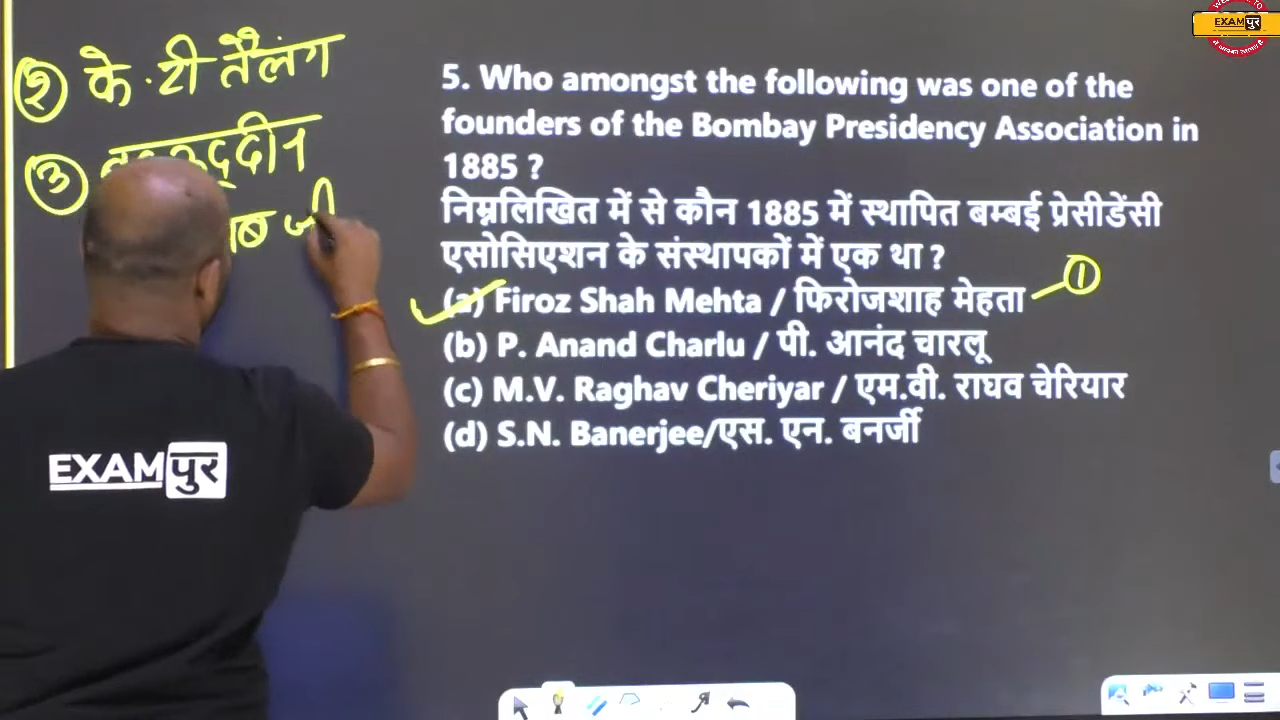 ② के. टी तैलंग
③
जी
5. Who amongst the following was one of the
founders of the Bombay Presidency Association in
1885 ?
निम्नलिखित में से कौन 1885 में स्थापित बम्बई प्रेसीडेंसी
एसोसिएशन के संस्थापकों में एक था ?
(a) Firoz Shah Mehta / फिरोजशाह मेहता ①
(b) P. Anand Charlu / पी. आनंद चारलू
(c) M.V. Raghav Cheriyar / एम.वी. राघव चेरियार
(d) S.N. Banerjee/एस. एन. बनर्जी
EXAMपुर
EXAMपुर